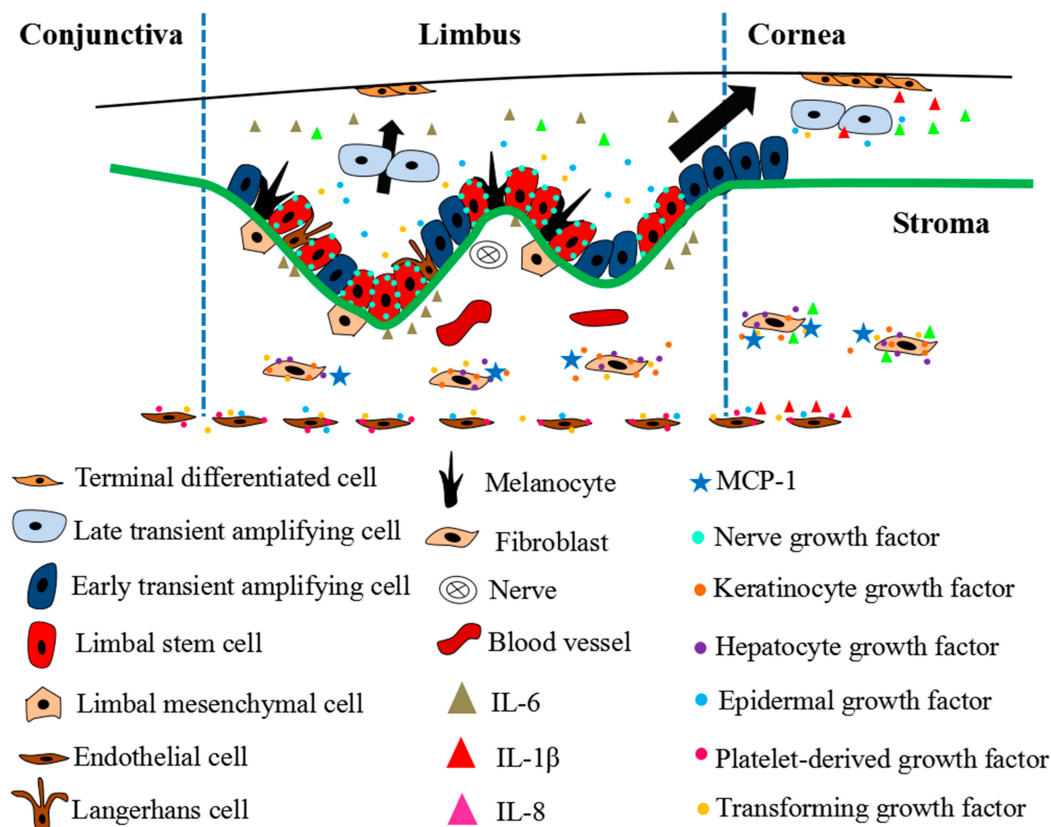 Conjunctiva
Limbus
Cornea
Stroma
Terminal differentiated cell
Late transient amplifying cell
Early transient amplifying cell
Limbal stem cell
Limbal mesenchymal cell
Endothelial cell
Langerhans cell
Melanocyte
Fibroblast
Nerve
Blood vessel
IL-6
IL-1β
IL-8
MCP-1
Nerve growth factor
Keratinocyte growth factor
Hepatocyte growth factor
Epidermal growth factor
Platelet-derived growth factor
Transforming growth factor